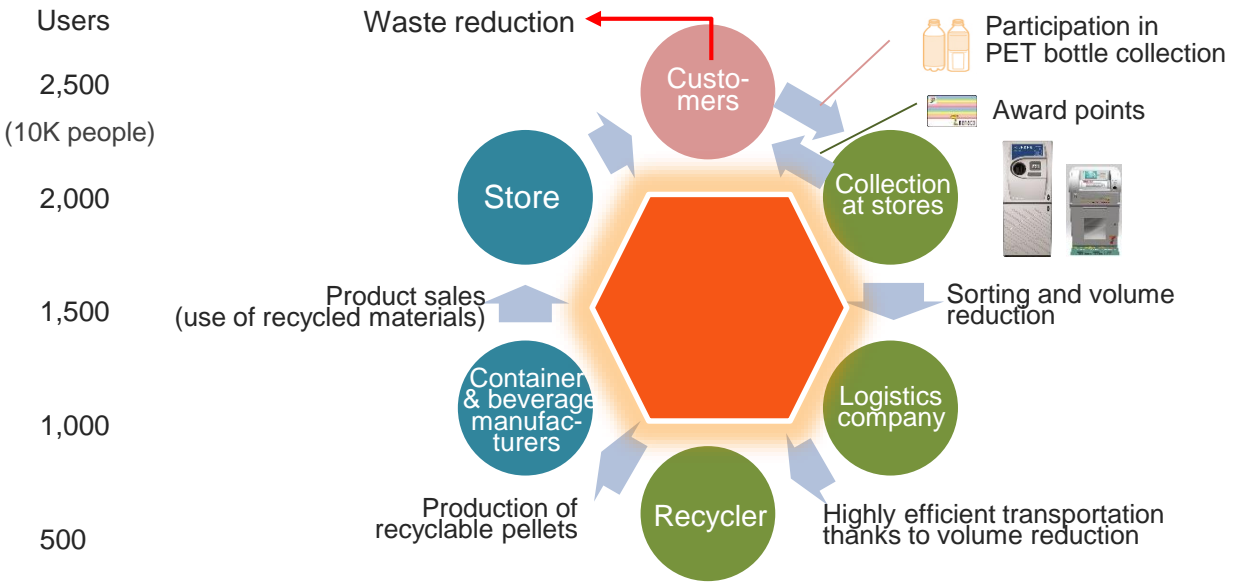 Users
2,500
(10K people)
2,000
1,500
1,000
500
Waste reduction
Custo-
mers
Participation in
PET bottle collection
Award points
Collection
at stores
Sorting and volume
reduction
Logistics
company
Highly efficient transportation
thanks to volume reduction
Recycler
Production of
recyclable pellets
Container
& beverage
manufac-
turers
Product sales
(use of recycled materials)
Store